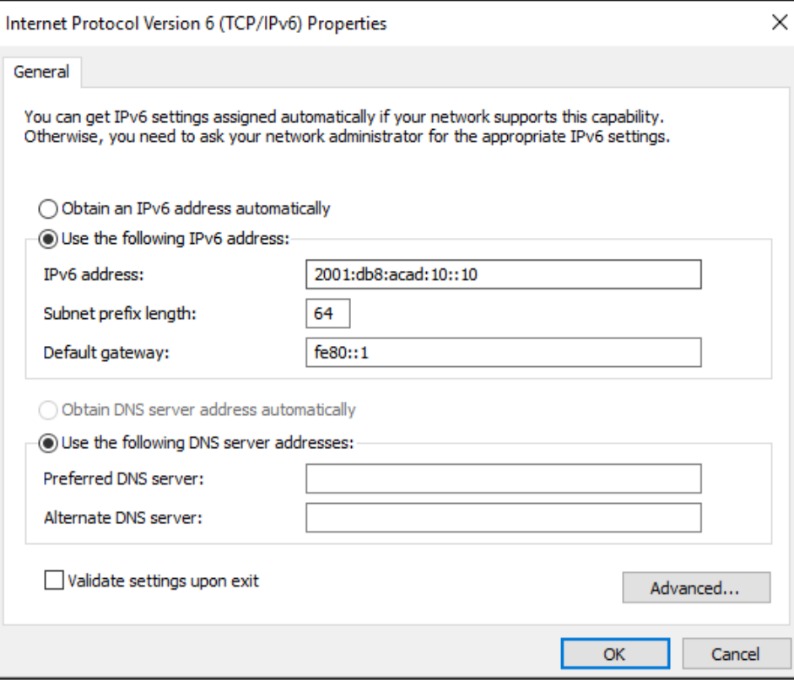 Internet Protocol Version 6 (TCP/IPv6) Properties
General
You can get IPv6 settings assigned automatically if your network supports this capability.
Otherwise, you need to ask your network administrator for the appropriate IPv6 settings.
Obtain an IPv6 address automatically
Use the following IPv6 address:
IPv6 address: 2001:db8:acad:10::10
Subnet prefix length: 64
Default gateway: fe80::1
Obtain DNS server address automatically
Use the following DNS server addresses:
Preferred DNS server:
Alternate DNS server:
Validate settings upon exit
Advanced...
OK Cancel